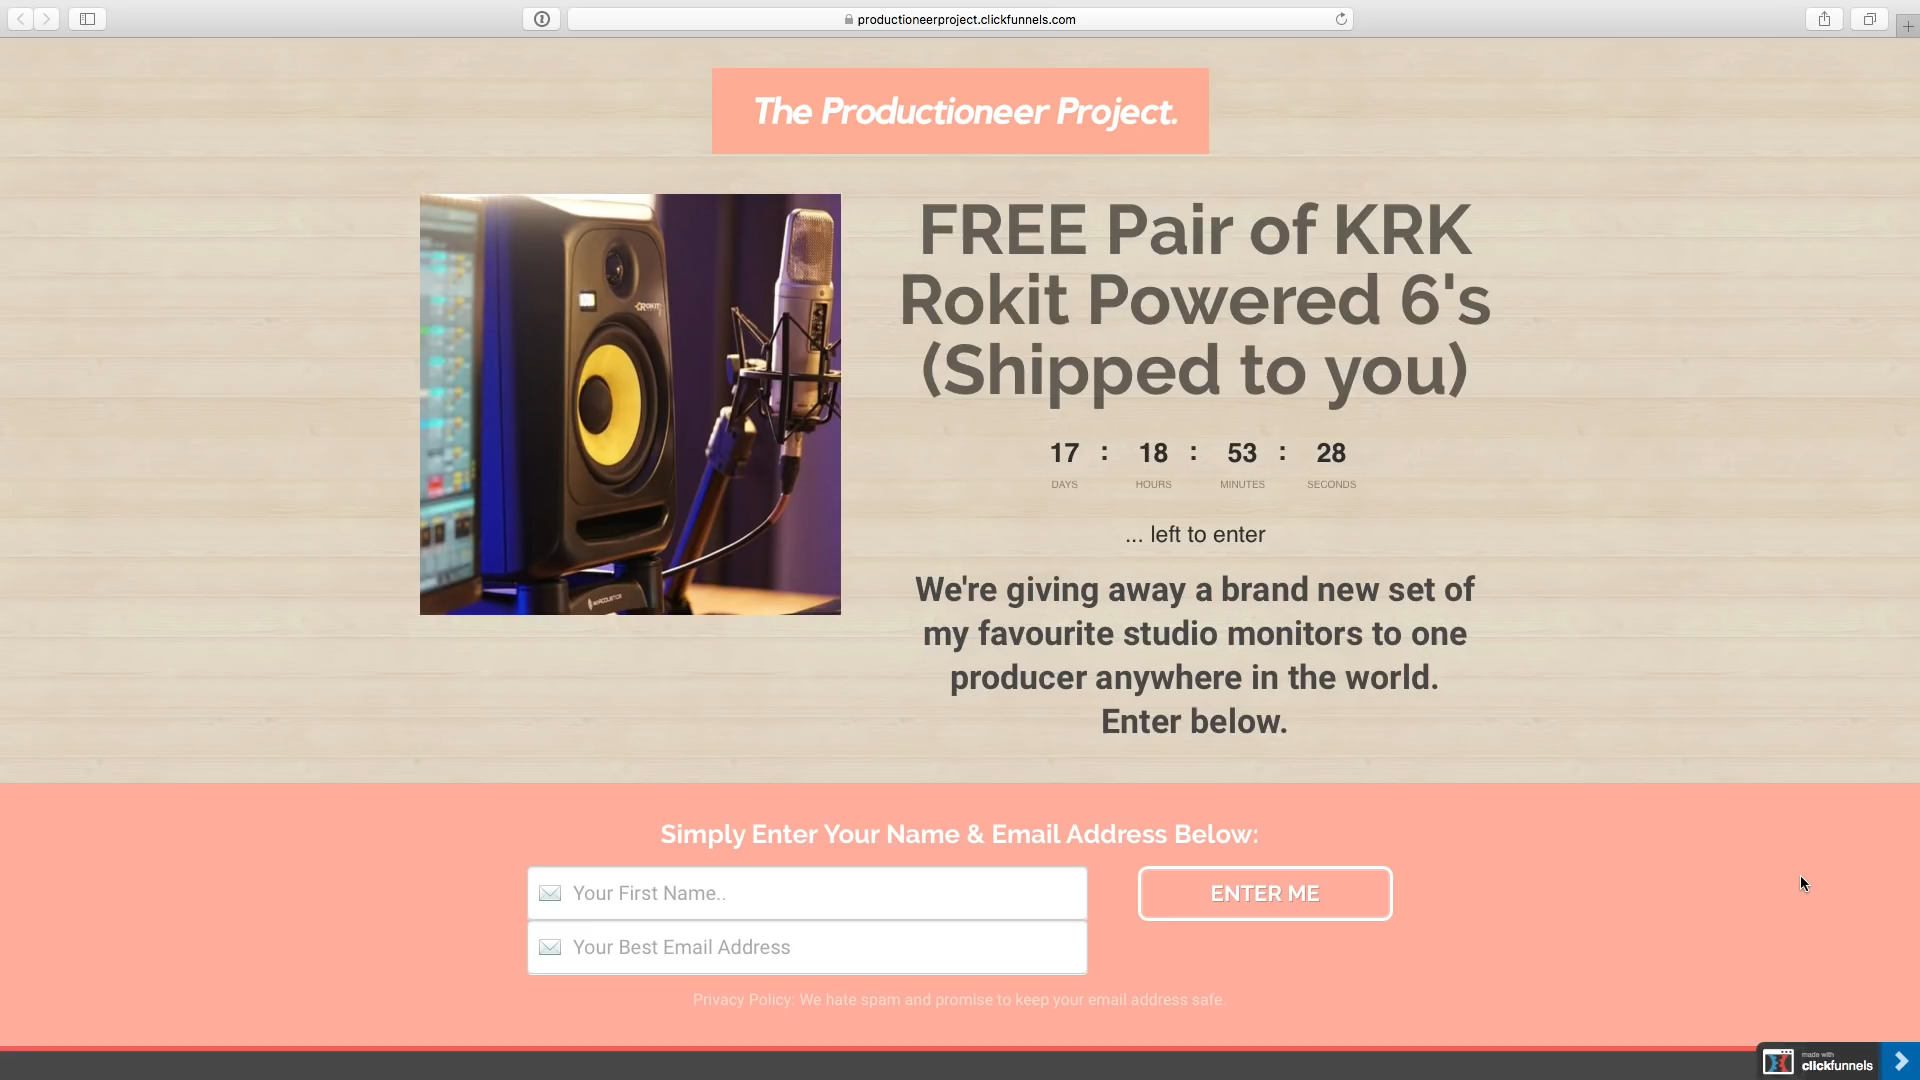 productioneerproject.clickfunnels.com
The Productioneer Project.
FREE Pair of KRK
Rokit Powered 6's
(Shipped to you)
17 : 18 : 53 : 28
DAYS HOURS MINUTES SECONDS
... left to enter
We're giving away a brand new set of
my favourite studio monitors to one
producer anywhere in the world.
Enter below.
ROKIT
Simply Enter Your Name & Email Address Below:
Your First Name..
ENTER ME
Your Best Email Address
Privacy Policy: We hate spam and promise to keep your email address safe.
made with
clickfunnels